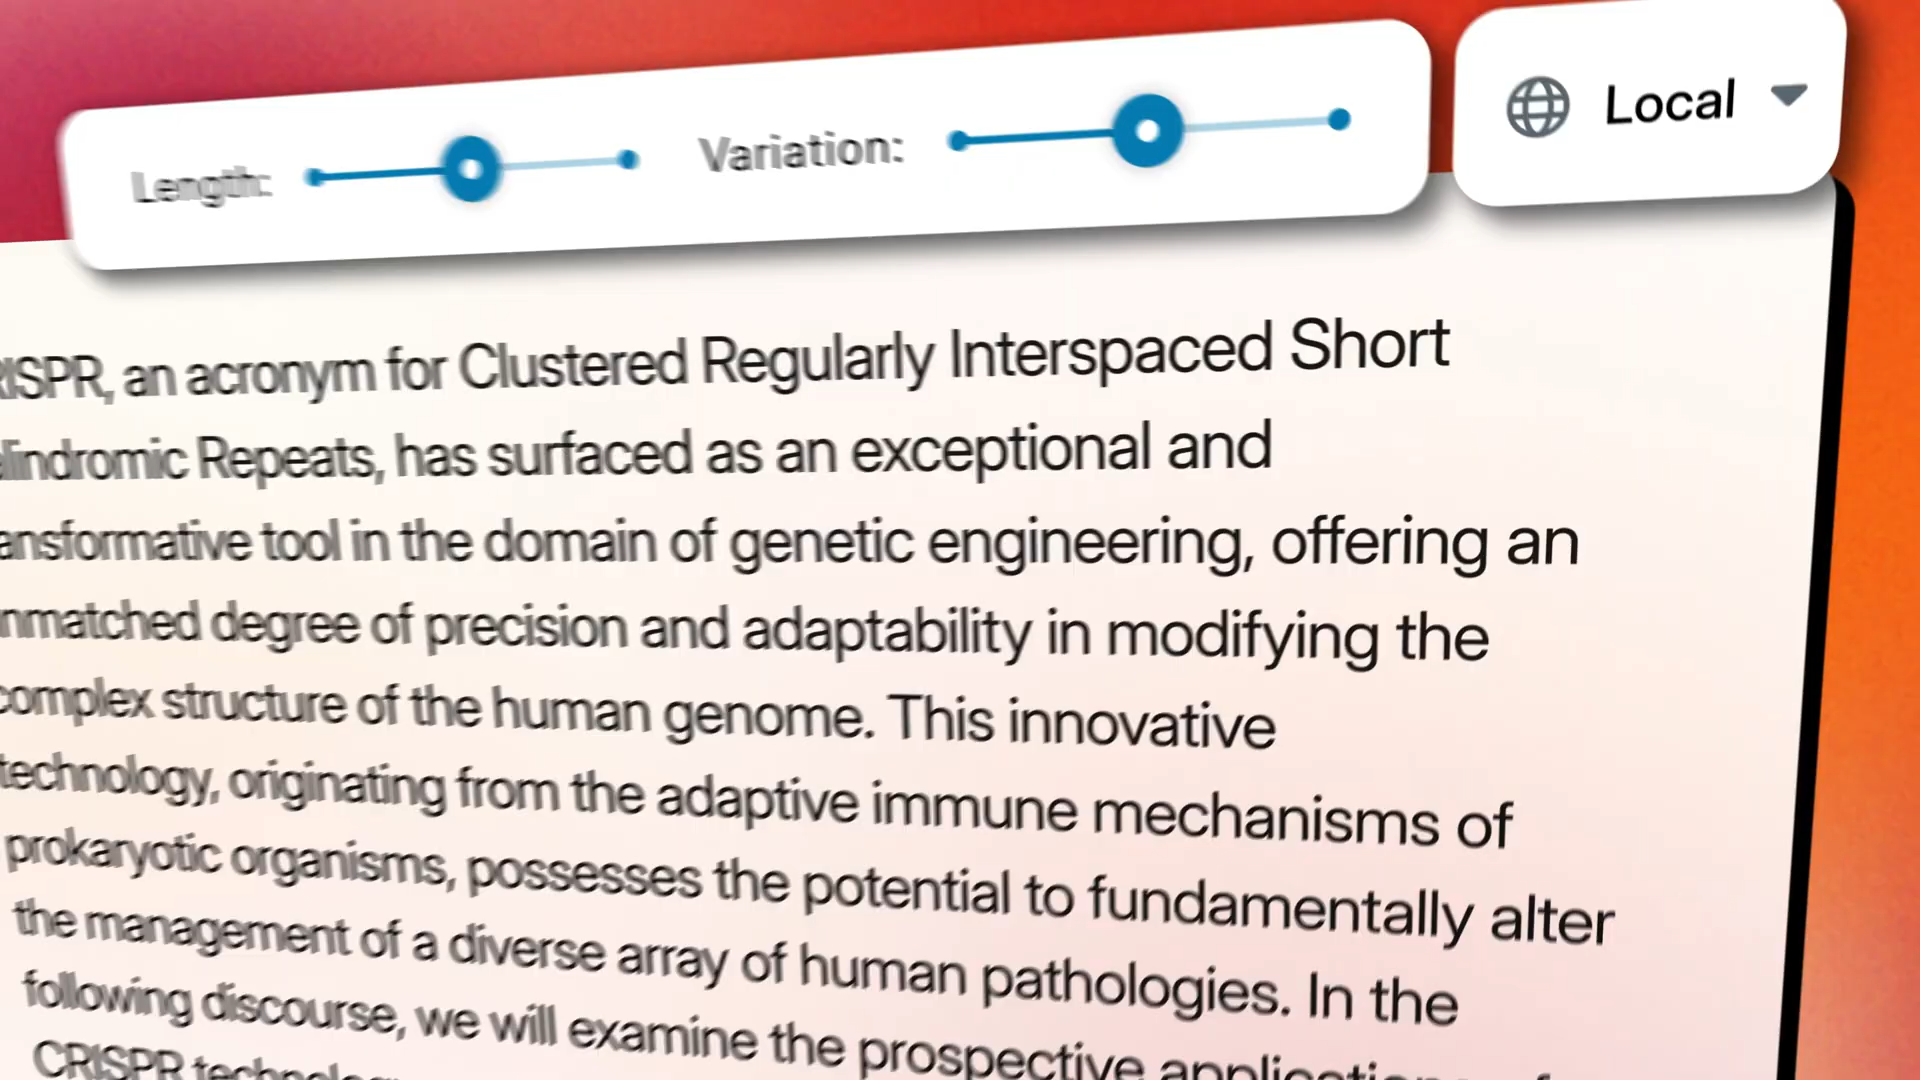 Length:
Variation:
Local
RISPR, an acronym for Clustered Regularly Interspaced Short
lindromic Repeats, has surfaced as an exceptional and
ansformative tool in the domain of genetic engineering, offering an
nmatched degree of precision and adaptability in modifying the
complex structure of the human genome. This innovative
technology, originating from the adaptive immune mechanisms of
prokaryotic organisms, possesses the potential to fundamentally alter
the management of a diverse array of human pathologies. In the
following discourse, we will examine the prospective
CRISPR